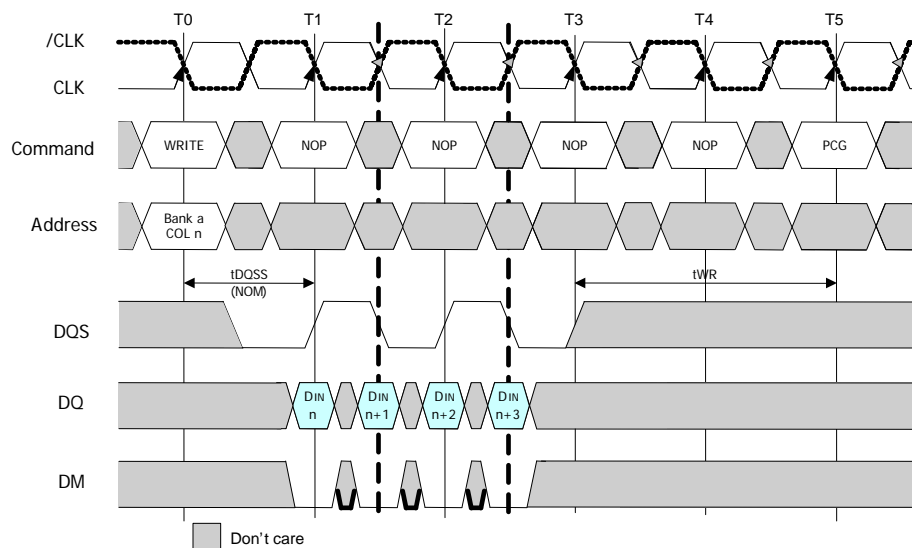 T0 T1 T2 T3 T4 T5
/CLK
CLK
Command WRITE NOP NOP NOP NOP PCG
Address Bank a
COL n
tDQSS
(NOM)
tWR
DQS
DQ DIN
n
DIN
n+1
DIN
n+2
DIN
n+3
DM
Don't care